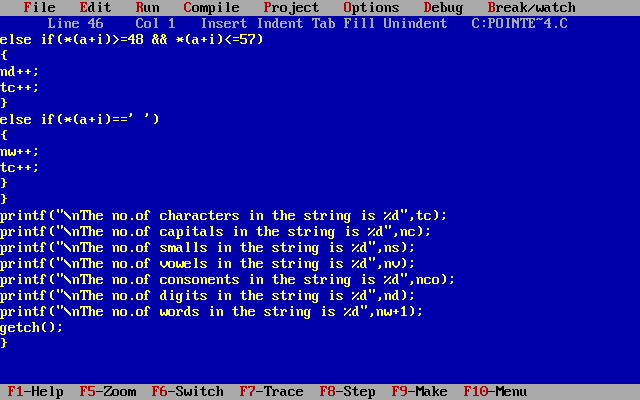 File Edit Run Compile Project Options Debug Break/watch
Line 46 Col 1 Insert Indent Tab Fill Unindent C:POINTE~4.C
else if(*(a+i)>=48 && *(a+i)<=57)
{
nd++;
tc++;
}
else if(*(a+i)==' ')
{
nw++;
tc++;
}
}
printf("\nThe no.of characters in the string is %d",tc);
printf("\nThe no.of capitals in the string is %d",nc);
printf("\nThe no.of smalls in the string is %d",ns);
printf("\nThe no.of vowels in the string is %d",nv);
printf("\nThe no.of consonents in the string is %d",nco);
printf("\nThe no.of digits in the string is %d",nd);
printf("\nThe no.of words in the string is %d",nw+1);
getch();
}
F1-Help F5-Zoom F6-Switch F7-Trace F8-Step F9-Make F10-Menu